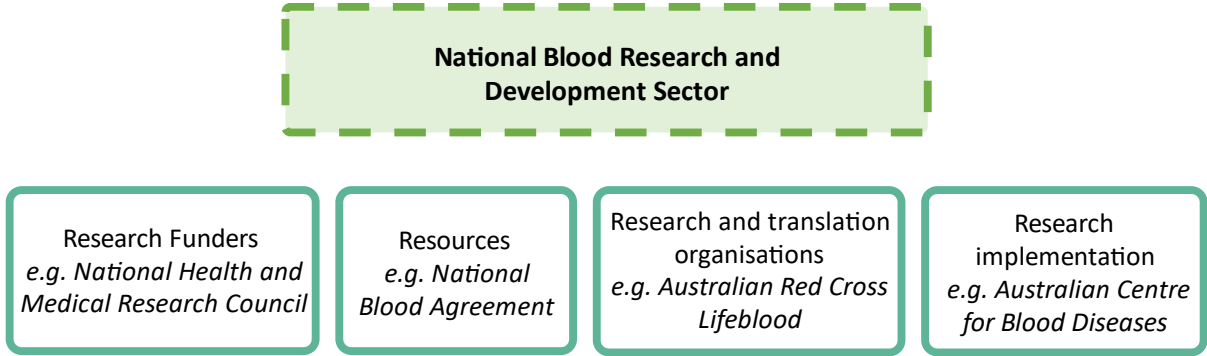 National Blood Research and
Development Sector
Research Funders
e.g. National Health and
Medical Research Council
Resources
e.g. National
Blood Agreement
Research and translation
organisations
e.g. Australian Red Cross
Lifeblood
Research
implementation
e.g. Australian Centre
for Blood Diseases